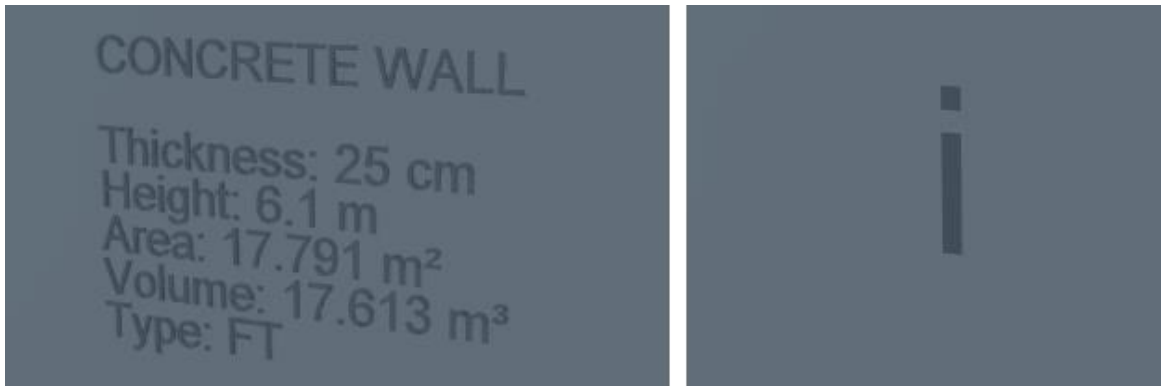 CONCRETE WALL
Thickness: 25 cm
Height: 6.1 m
Area: 17.791 m²
Volume: 17.613 m³
Type: FT
i